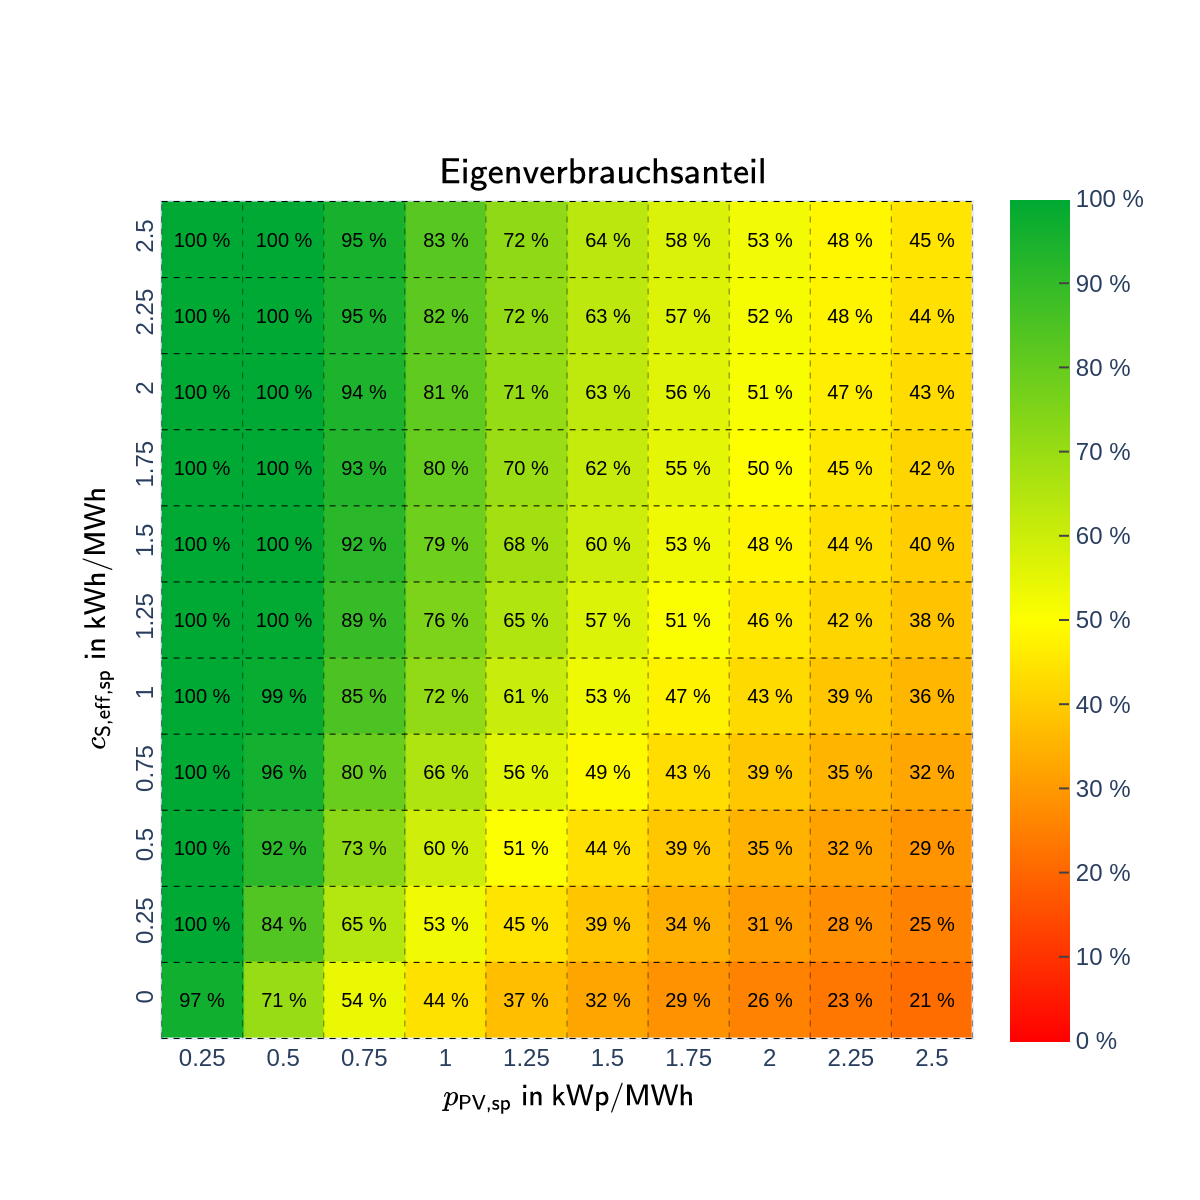 Eigenverbrauchsanteil
2.5 100 % 100 % 95 % 83 % 72 % 64 % 58 % 53 % 48 % 45 %
2.25 100 % 100 % 95 % 82 % 72 % 63 % 57 % 52 % 48 % 44 %
2 100 % 100 % 94 % 81 % 71 % 63 % 56 % 51 % 47 % 43 %
1.75 100 % 100 % 93 % 80 % 70 % 62 % 55 % 50 % 45 % 42 %
1.5 100 % 100 % 92 % 79 % 68 % 60 % 53 % 48 % 44 % 40 %
1.25 100 % 100 % 89 % 76 % 65 % 57 % 51 % 46 % 42 % 38 %
1 100 % 99 % 85 % 72 % 61 % 53 % 47 % 43 % 39 % 36 %
0.75 100 % 96 % 80 % 66 % 56 % 49 % 43 % 39 % 35 % 32 %
0.5 100 % 92 % 73 % 60 % 51 % 44 % 39 % 35 % 32 % 29 %
0.25 100 % 84 % 65 % 53 % 45 % 39 % 34 % 31 % 28 % 25 %
0 97 % 71 % 54 % 44 % 37 % 32 % 29 % 26 % 23 % 21 %
0.25 0.5 0.75 1 1.25 1.5 1.75 2 2.25 2.5
pPV,sp in kWp/MWh
cS,eff,sp in kWh/MWh
100 %
90 %
80 %
70 %
60 %
50 %
40 %
30 %
20 %
10 %
0 %